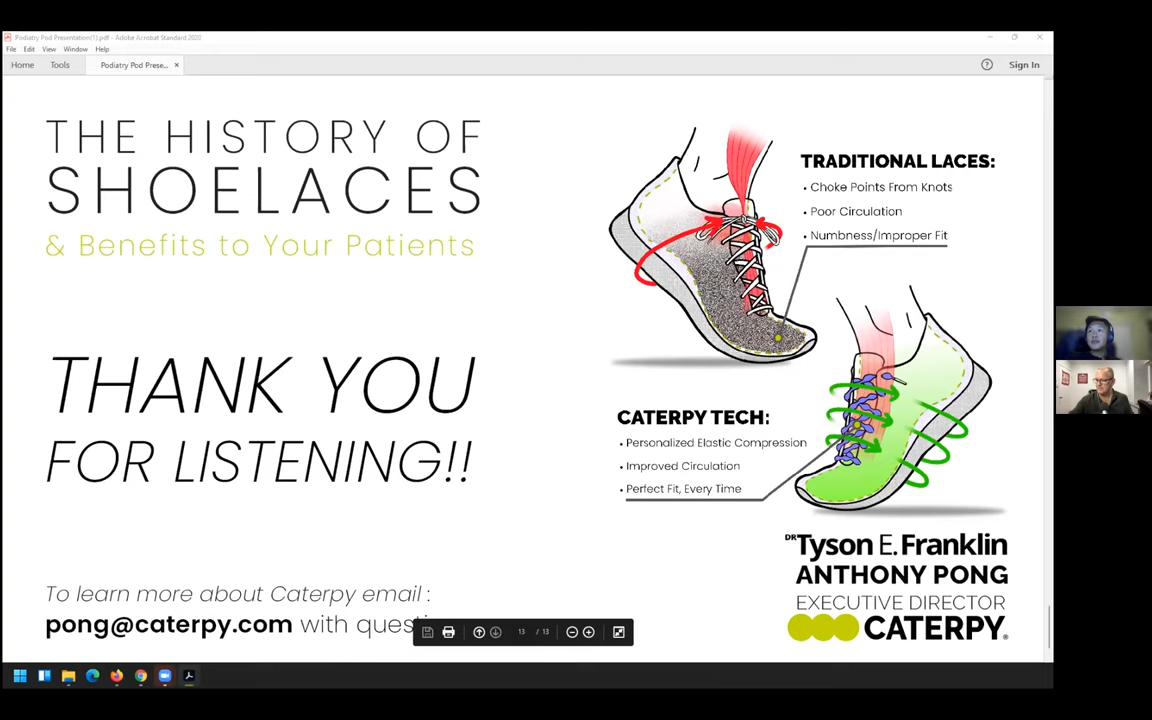 Podiatry Pod Presentation(1).pdf - Adobe Acrobat Standard 2020
File Edit View Window Help
Home Tools Podiatry Pod Prese... × Sign In
THE HISTORY OF
SHOELACES
& Benefits to Your Patients
THANK YOU
FOR LISTENING!!
To learn more about Caterpy email :
pong@caterpy.com with questi
TRADITIONAL LACES:
• Choke Points From Knots
• Poor Circulation
• Numbness/Improper Fit
CATERPY TECH:
• Personalized Elastic Compression
• Improved Circulation
• Perfect Fit, Every Time
DR Tyson E. Franklin
ANTHONY PONG
EXECUTIVE DIRECTOR
CATERPY®
13 / 13